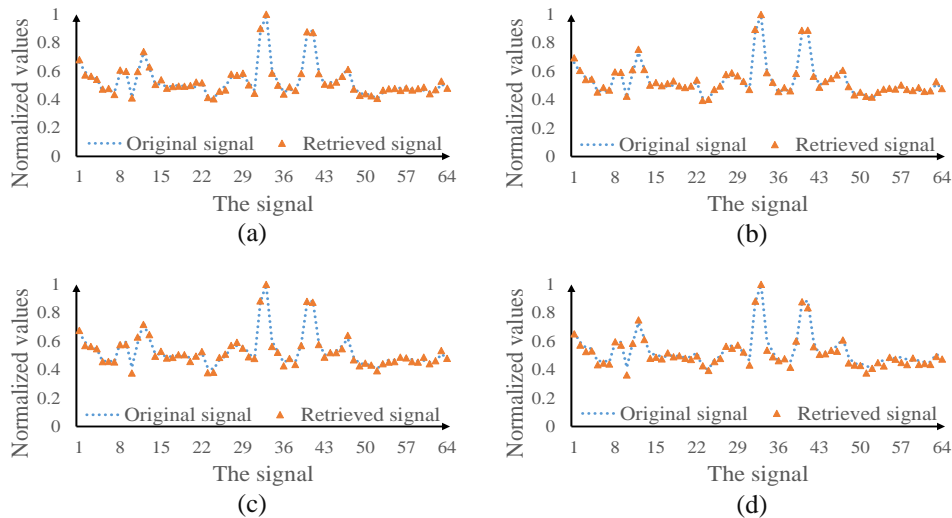 Normalized values
1
0.8
0.6
0.4
0.2
0
Original signal Retrieved signal
1 8 15 22 29 36 43 50 57 64
The signal
(a)
Normalized values
1
0.8
0.6
0.4
0.2
0
Original signal Retrieved signal
1 8 15 22 29 36 43 50 57 64
The signal
(b)
Normalized values
1
0.8
0.6
0.4
0.2
0
Original signal Retrieved signal
1 8 15 22 29 36 43 50 57 64
The signal
(c)
Normalized values
1
0.8
0.6
0.4
0.2
0
Original signal Retrieved signal
1 8 15 22 29 36 43 50 57 64
The signal
(d)